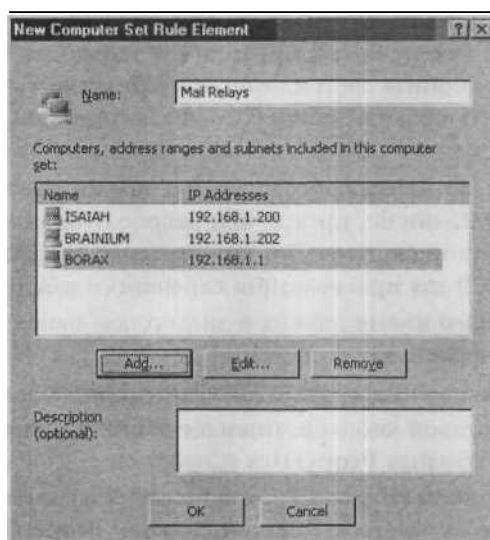 New Computer Set Rule Element
Name: Mail Relays
Computers, address ranges and subnets included in this computer
set:
Name IP Addresses
ISAIAH 192.168.1.200
BRAINIUM 192.168.1.202
BORAX 192.168.1.1
Add... Edit... Remove
Description
(optional):
OK Cancel